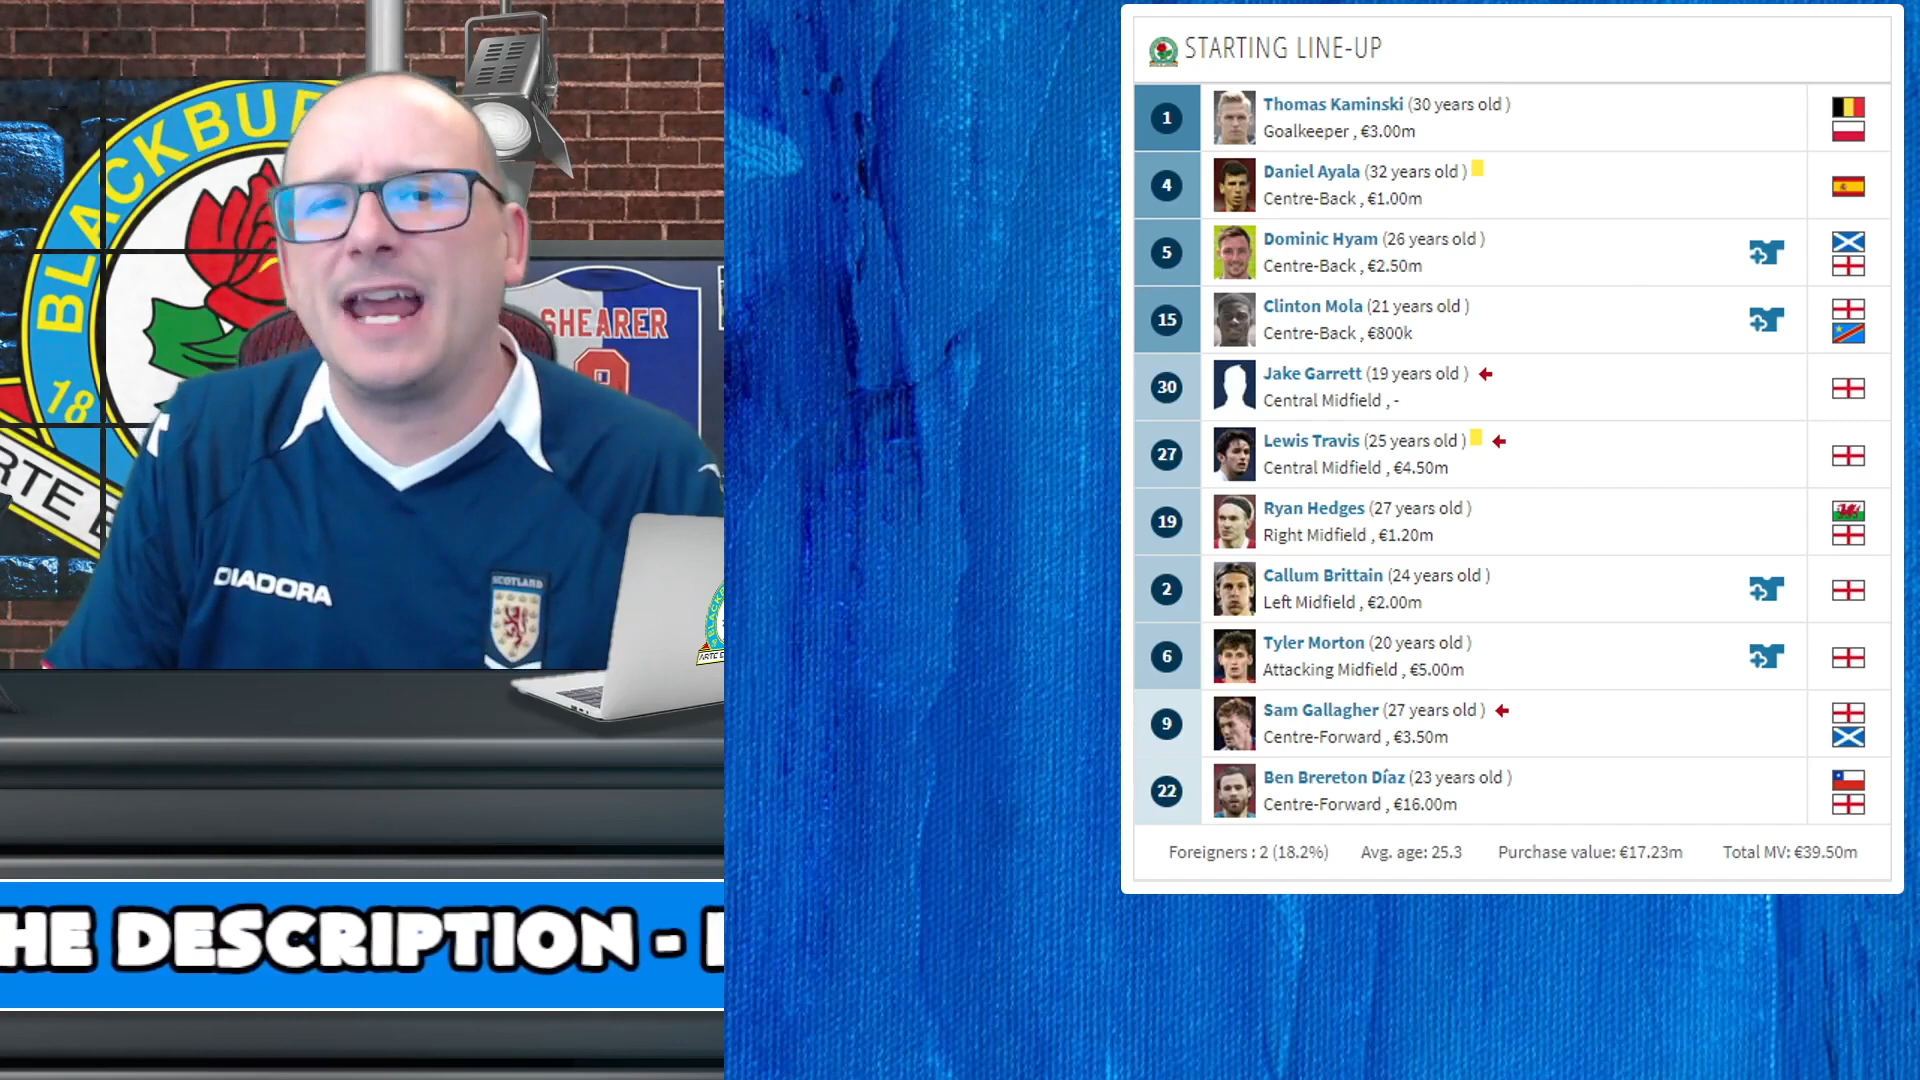 BLACKBU
18
ARTE E
SHEARER
8
DIADORA
SCOTLAND
BLACKB
ARTE E
HE DESCRIPTION -
STARTING LINE-UP
1
Thomas Kaminski (30 years old )
Goalkeeper , €3.00m
4
Daniel Ayala (32 years old )
Centre-Back , €1.00m
5
Dominic Hyam (26 years old )
Centre-Back , €2.50m
15
Clinton Mola (21 years old )
Centre-Back , €800k
30
Jake Garrett (19 years old )
Central Midfield , -
27
Lewis Travis (25 years old )
Central Midfield , €4.50m
19
Ryan Hedges (27 years old )
Right Midfield , €1.20m
2
Callum Brittain (24 years old )
Left Midfield , €2.00m
6
Tyler Morton (20 years old )
Attacking Midfield , €5.00m
9
Sam Gallagher (27 years old )
Centre-Forward , €3.50m
22
Ben Brereton Díaz (23 years old )
Centre-Forward , €16.00m
Foreigners : 2 (18.2%) Avg. age: 25.3 Purchase value: €17.23m Total MV: €39.50m